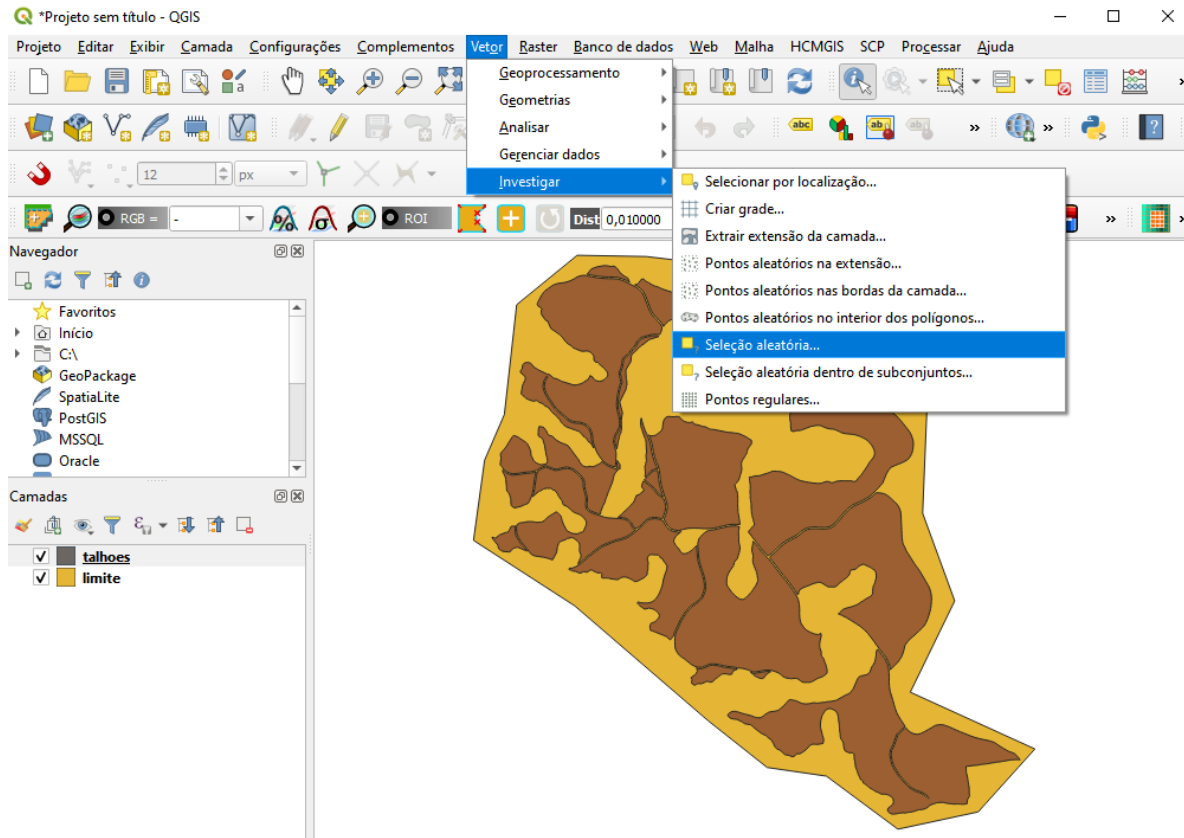 *Projeto sem título - QGIS
Projeto Editar Exibir Camada Configurações Complementos Vetor Raster Banco de dados Web Malha HCMGIS SCP Processar Ajuda
Geoprocessamento
Geometrias
Analisar
Gerenciar dados
Investigar
Selecionar por localização...
Criar grade...
Extrair extensão da camada...
Pontos aleatórios na extensão...
Pontos aleatórios nas bordas da camada...
Pontos aleatórios no interior dos polígonos...
Seleção aleatória...
Seleção aleatória dentro de subconjuntos...
Pontos regulares...
a
abc ab ab
» » »
12 px
RGB = - ROI Dist 0,010000 »
Navegador
Favoritos
Início
C:\
GeoPackage
SpatiaLite
PostGIS
MSSQL
Oracle
Camadas
talhoes
limite